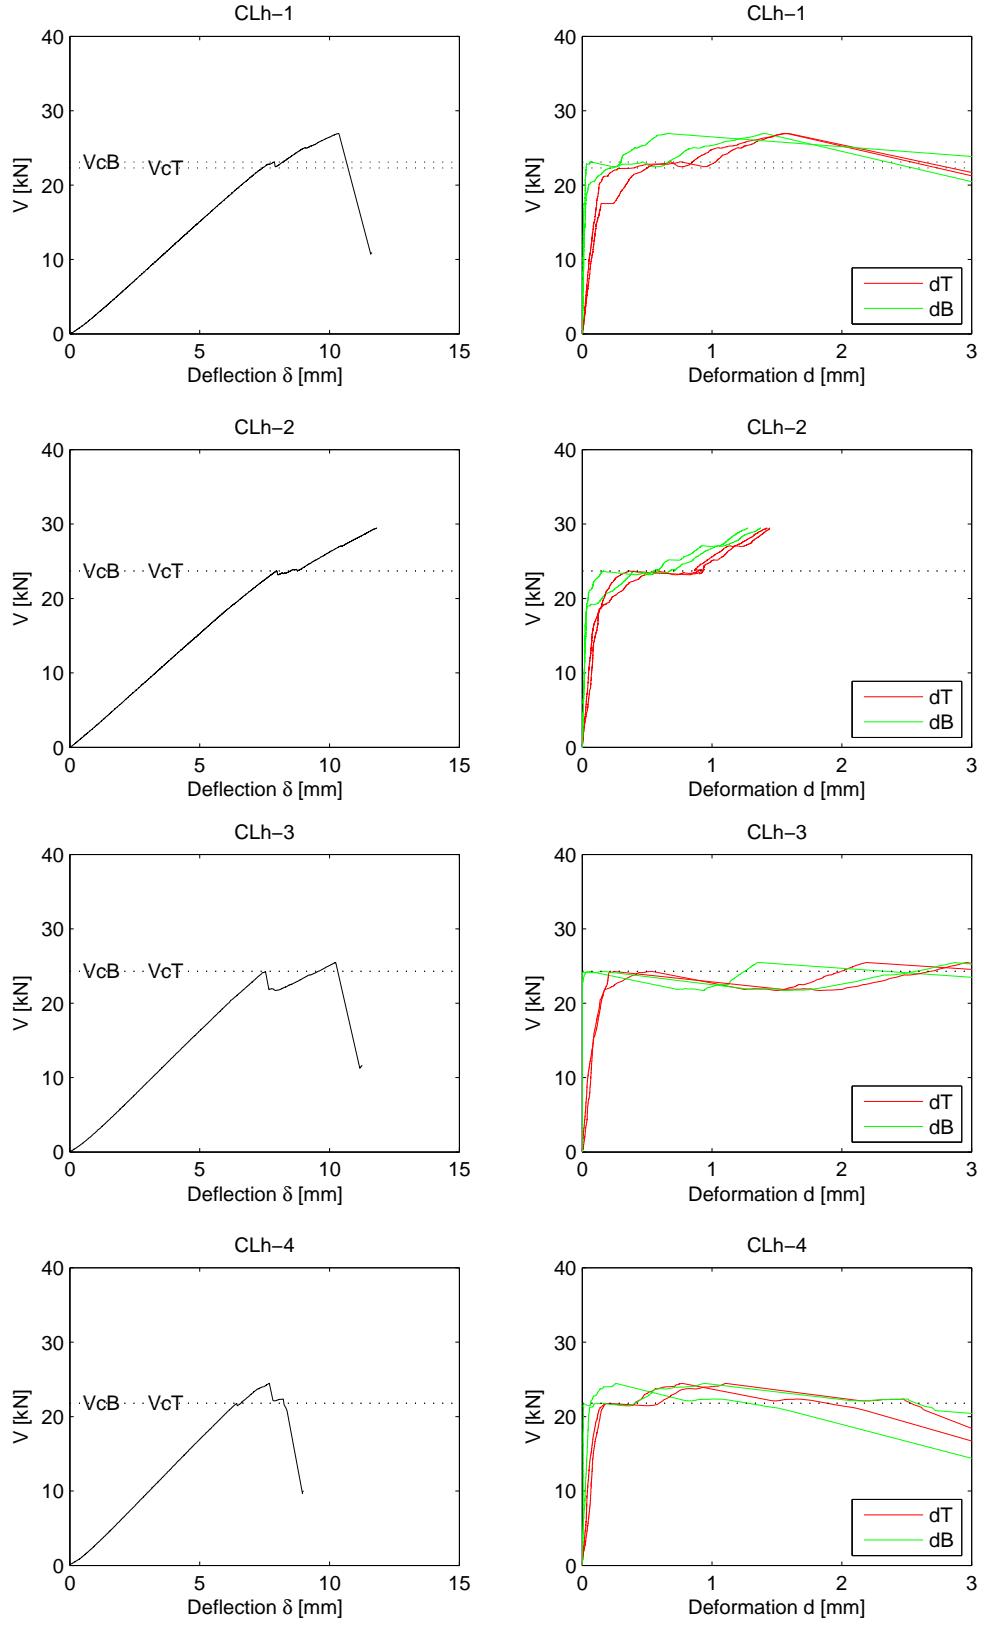 CLh−1
40
30
20
10
0
V [kN]
VcB
VcT
0 5 10 15
Deflection δ [mm]
CLh−1
40
30
20
10
0
V [kN]
dT
dB
0 1 2 3
Deformation d [mm]
CLh−2
40
30
20
10
0
V [kN]
VcB
VcT
0 5 10 15
Deflection δ [mm]
CLh−2
40
30
20
10
0
V [kN]
dT
dB
0 1 2 3
Deformation d [mm]
CLh−3
40
30
20
10
0
V [kN]
VcB
VcT
0 5 10 15
Deflection δ [mm]
CLh−3
40
30
20
10
0
V [kN]
dT
dB
0 1 2 3
Deformation d [mm]
CLh−4
40
30
20
10
0
V [kN]
VcB
VcT
0 5 10 15
Deflection δ [mm]
CLh−4
40
30
20
10
0
V [kN]
dT
dB
0 1 2 3
Deformation d [mm]